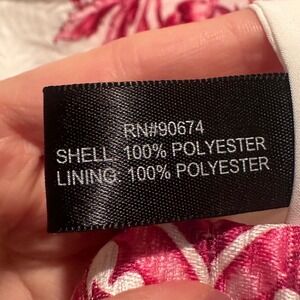 RN#90674
SHELL: 100% POLYESTER
LINING: 100% POLYESTER